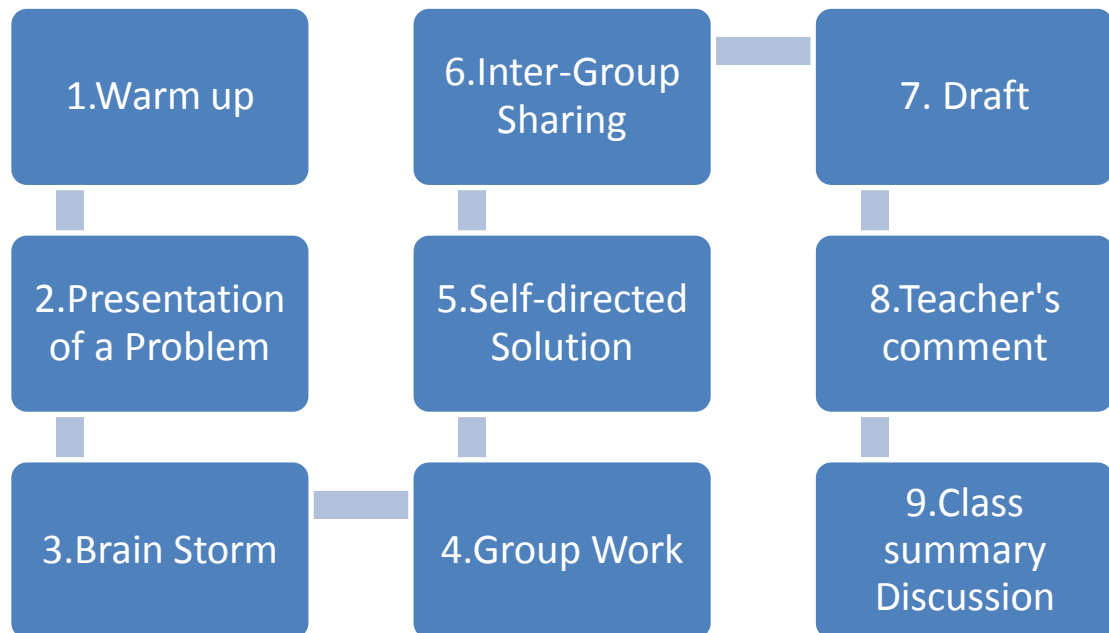 1.Warm up
2.Presentation
of a Problem
3.Brain Storm
4.Group Work
5.Self-directed
Solution
6.Inter-Group
Sharing
7. Draft
8.Teacher's
comment
9.Class
summary
Discussion